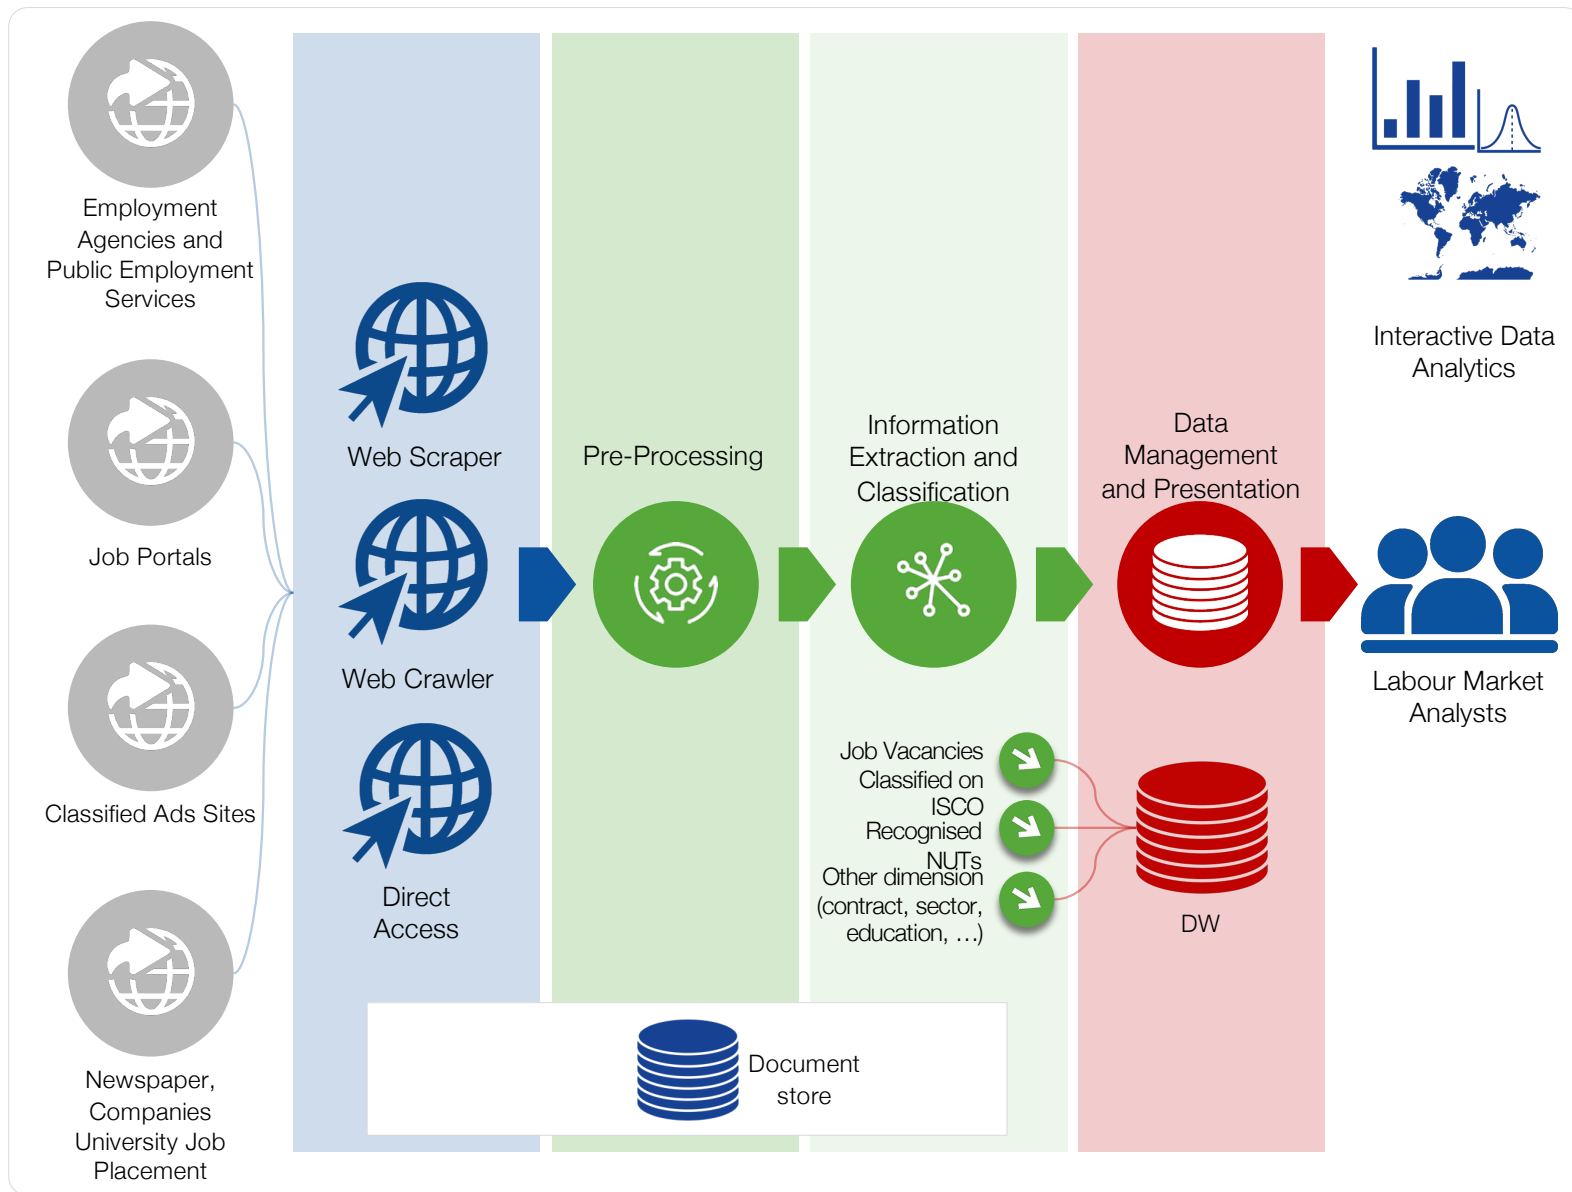 Employment
Agencies and
Public Employment
Services
Job Portals
Classified Ads Sites
Newspaper,
Companies
University Job
Placement
Web Scraper
Web Crawler
Direct
Access
Pre-Processing
Information
Extraction and
Classification
Job Vacancies
Classified on
ISCO
Recognised
NUTs
Other dimension
(contract, sector,
education, …)
Data
Management
and Presentation
DW
Document
store
Interactive Data
Analytics
Labour Market
Analysts